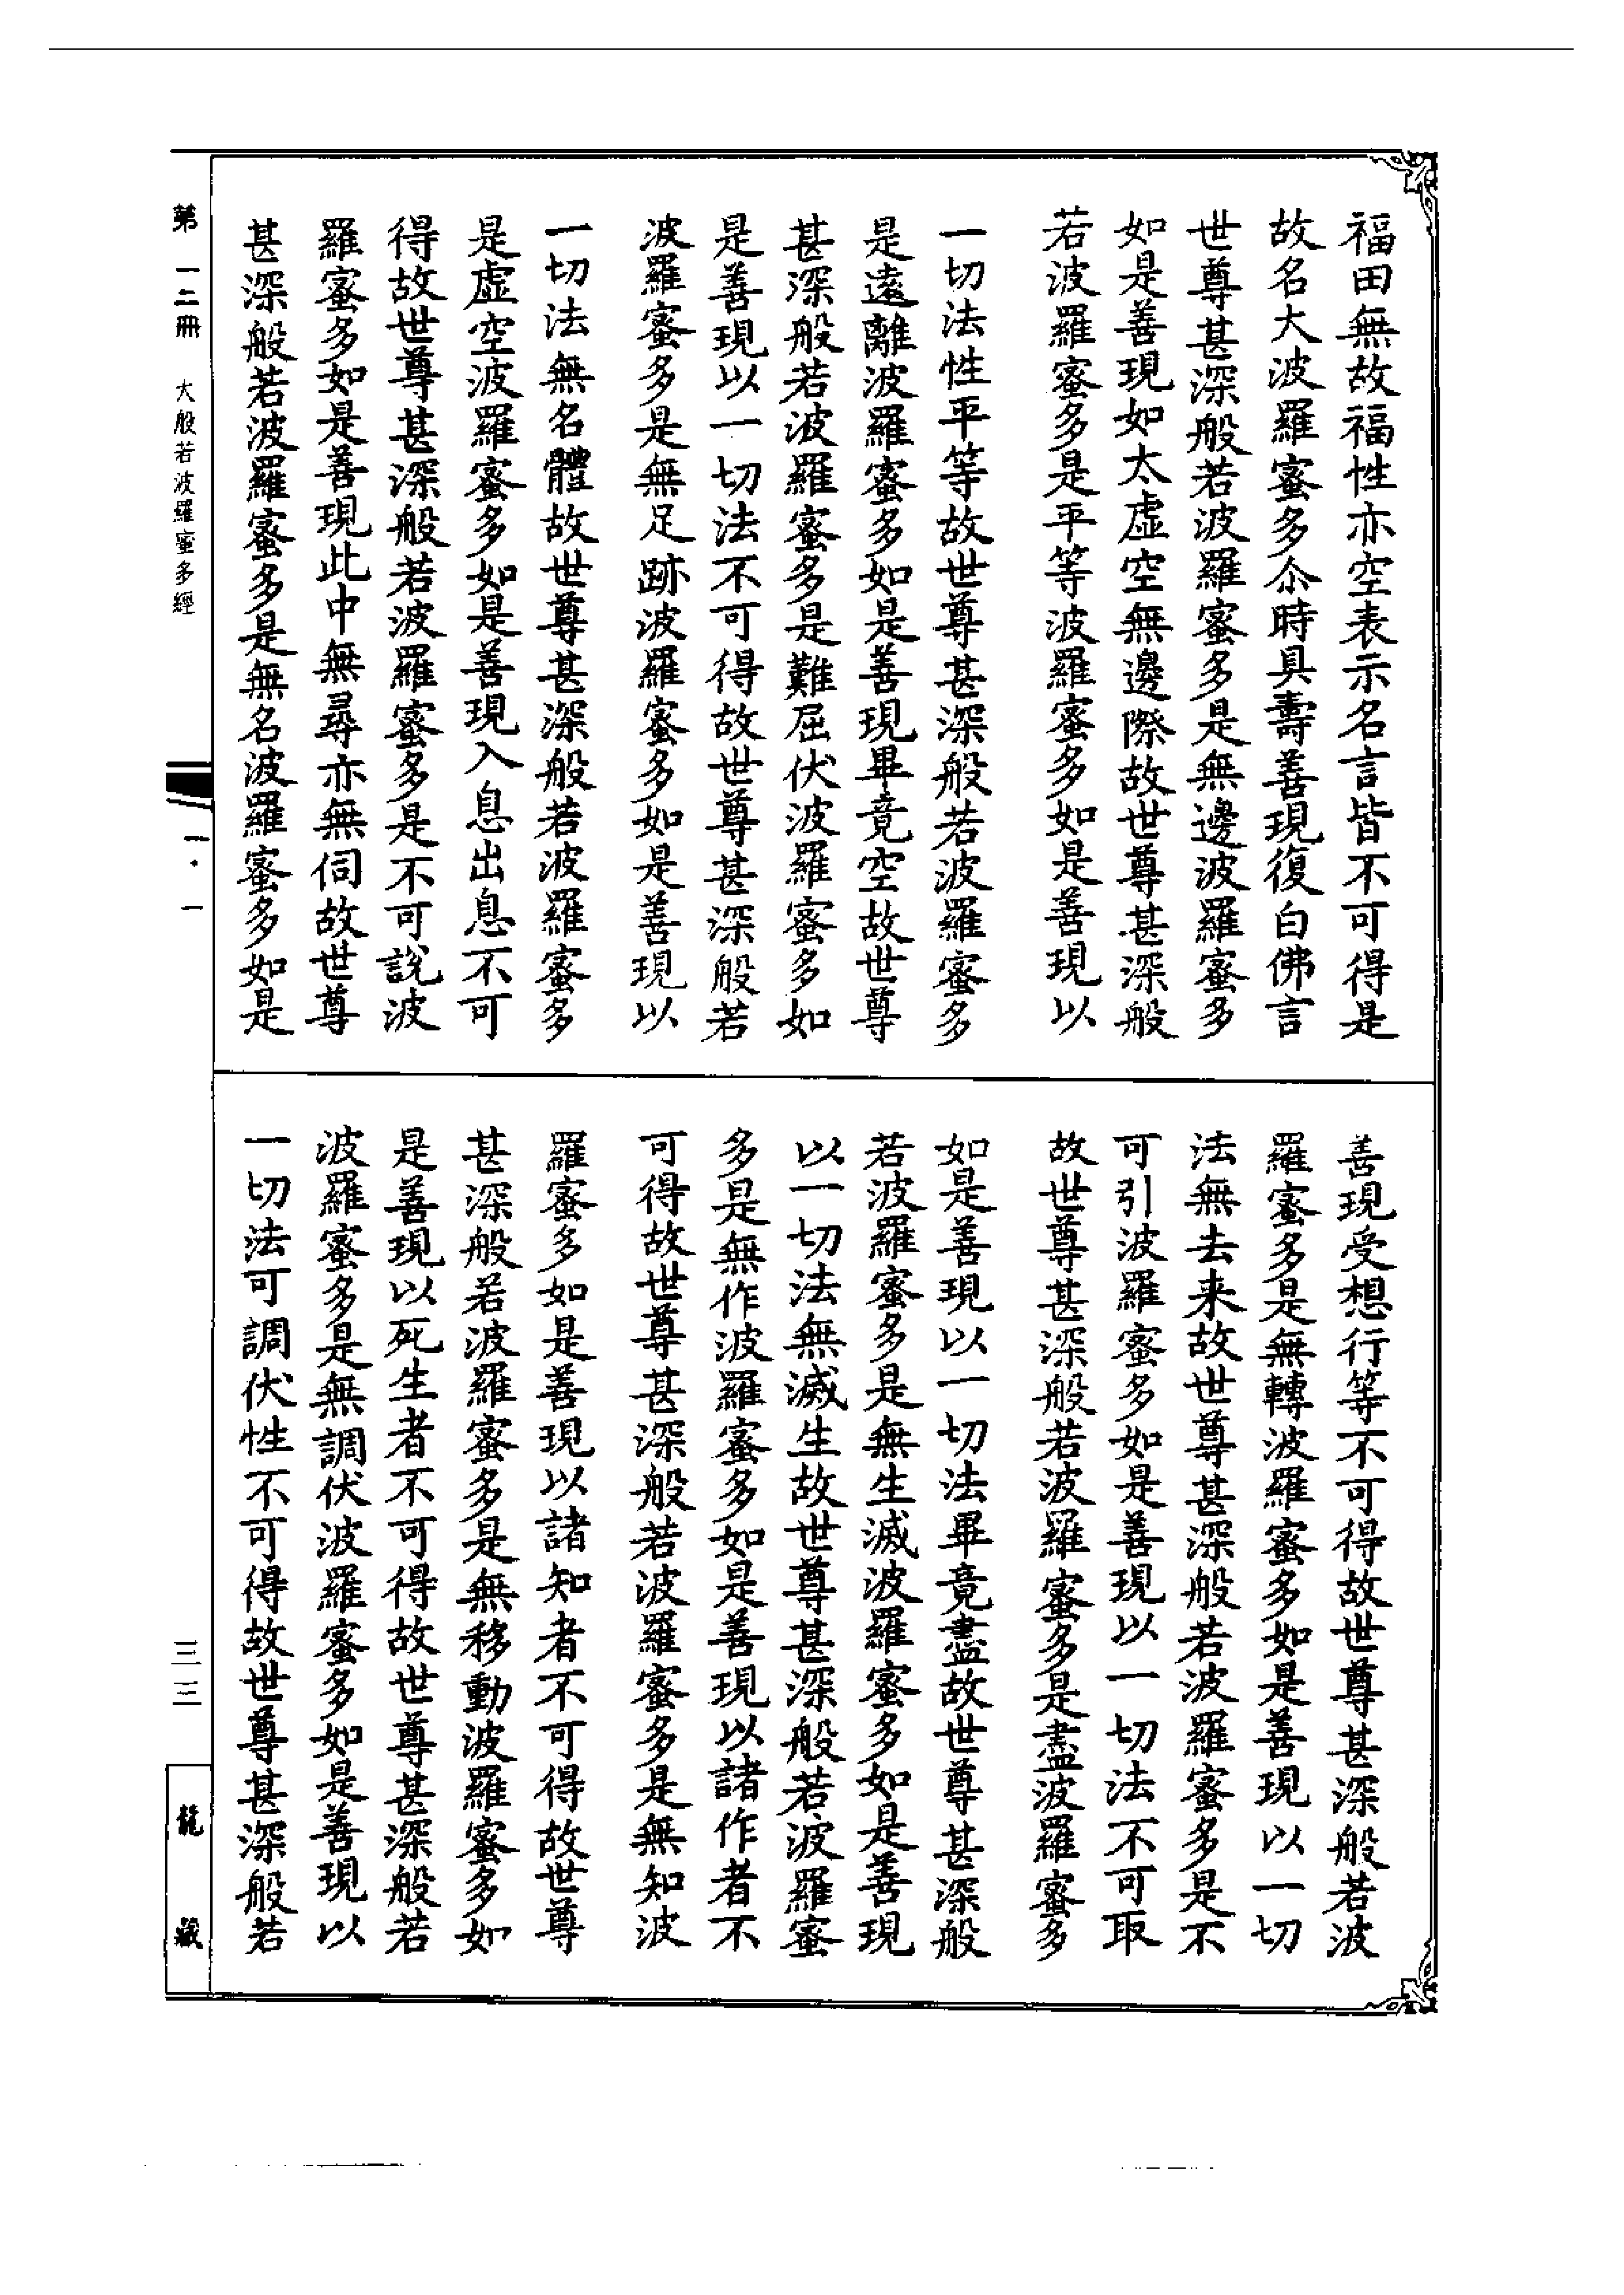 福田無故福性亦空表示名言皆不可得是
故名大波羅蜜多尒時具壽善現復白佛言
世尊甚深般若波羅蜜多是無邊波羅蜜多
如是善現如太虛空無邊際故世尊甚深般
若波羅蜜多是平等波羅蜜多如是善現以
一切法性平等故世尊甚深般若波羅蜜多
是遠離波羅蜜多如是善現畢竟空故世尊
甚深般若波羅蜜多是難屈伏波羅蜜多如
是善現以一切法不可得故世尊甚深般若
波羅蜜多是無足跡波羅蜜多如是善現以
一切法無名體故世尊甚深般若波羅蜜多
是虛空波羅蜜多如是善現入息出息不可
得故世尊甚深般若波羅蜜多是不可說波
羅蜜多如是善現此中無尋亦無伺故世尊
甚深般若波羅蜜多是無名波羅蜜多如是
善現受想行等不可得故世尊甚深般若波
羅蜜多是無轉波羅蜜多如是善現以一切
法無去来故世尊甚深般若波羅蜜多是不
可引波羅蜜多如是善現以一切法不可取
故世尊甚深般若波羅蜜多是盡波羅蜜多
如是善現以一切法畢竟盡故世尊甚深般
若波羅蜜多是無生滅波羅蜜多如是善現
以一切法無滅生故世尊甚深般若波羅蜜
多是無作波羅蜜多如是善現以諸作者不
可得故世尊甚深般若波羅蜜多是無知波
羅蜜多如是善現以諸知者不可得故世尊
甚深般若波羅蜜多是無移動波羅蜜多如
是善現以死生者不可得故世尊甚深般若
波羅蜜多是無調伏波羅蜜多如是善現以
一切法可調伏性不可得故世尊甚深般若
第一二冊 大般若波羅蜜多經
一·一
三三
龍藏